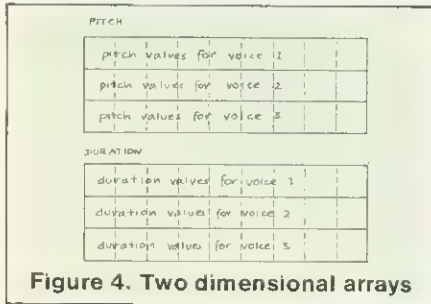 PITCH
pitch values for voice 1
pitch values for voice 2
pitch values for voice 3
DURATION
duration values for voice 1
duration values for voice 2
duration values for voice 3
Figure 4. Two dimensional arrays